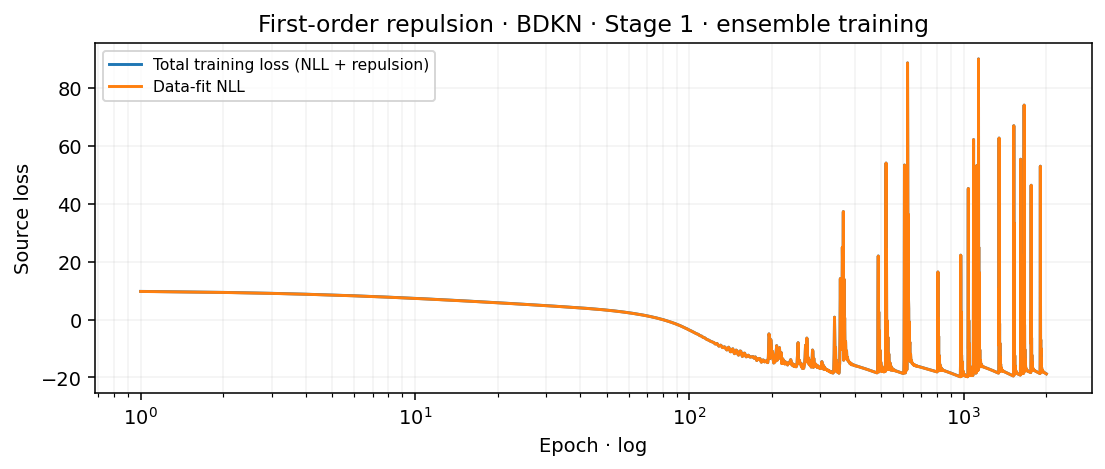 First-order repulsion · BDKN · Stage 1 · ensemble training
Total training loss (NLL + repulsion)
Data-fit NLL
Source loss
80
60
40
20
0
−20
10⁰
10¹
10²
10³
Epoch · log